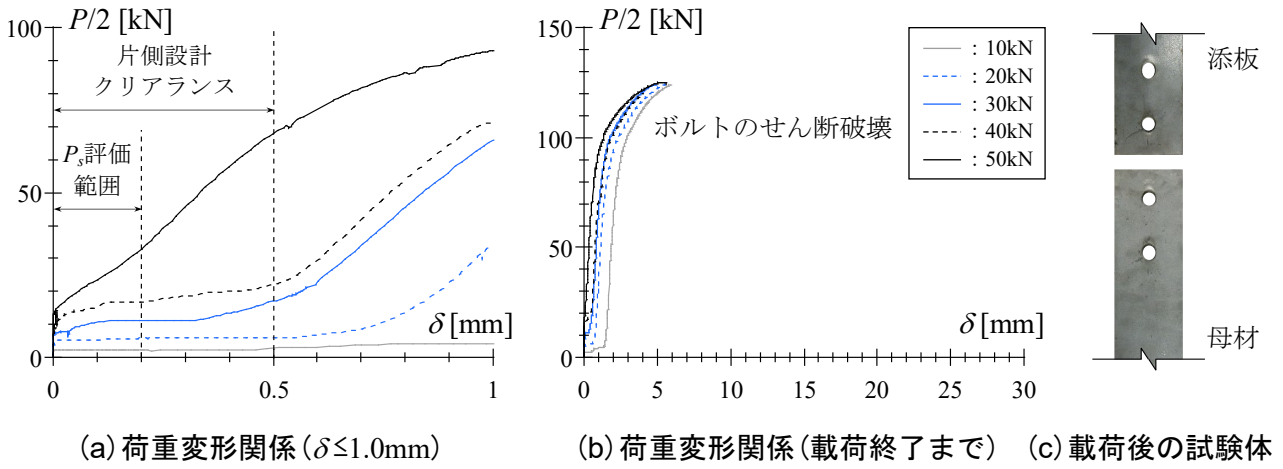 P/2 [kN]
100
50
0
片側設計
クリアランス
Ps評価
範囲
δ [mm]
0
0.5
1
(a) 荷重変形関係（δ≤1.0mm）
P/2 [kN]
150
100
50
0
ボルトのせん断破壊
: 10kN
: 20kN
: 30kN
: 40kN
: 50kN
δ [mm]
0
5
10
15
20
25
30
(b) 荷重変形関係（載荷終了まで）
添板
母材
(c) 載荷後の試験体